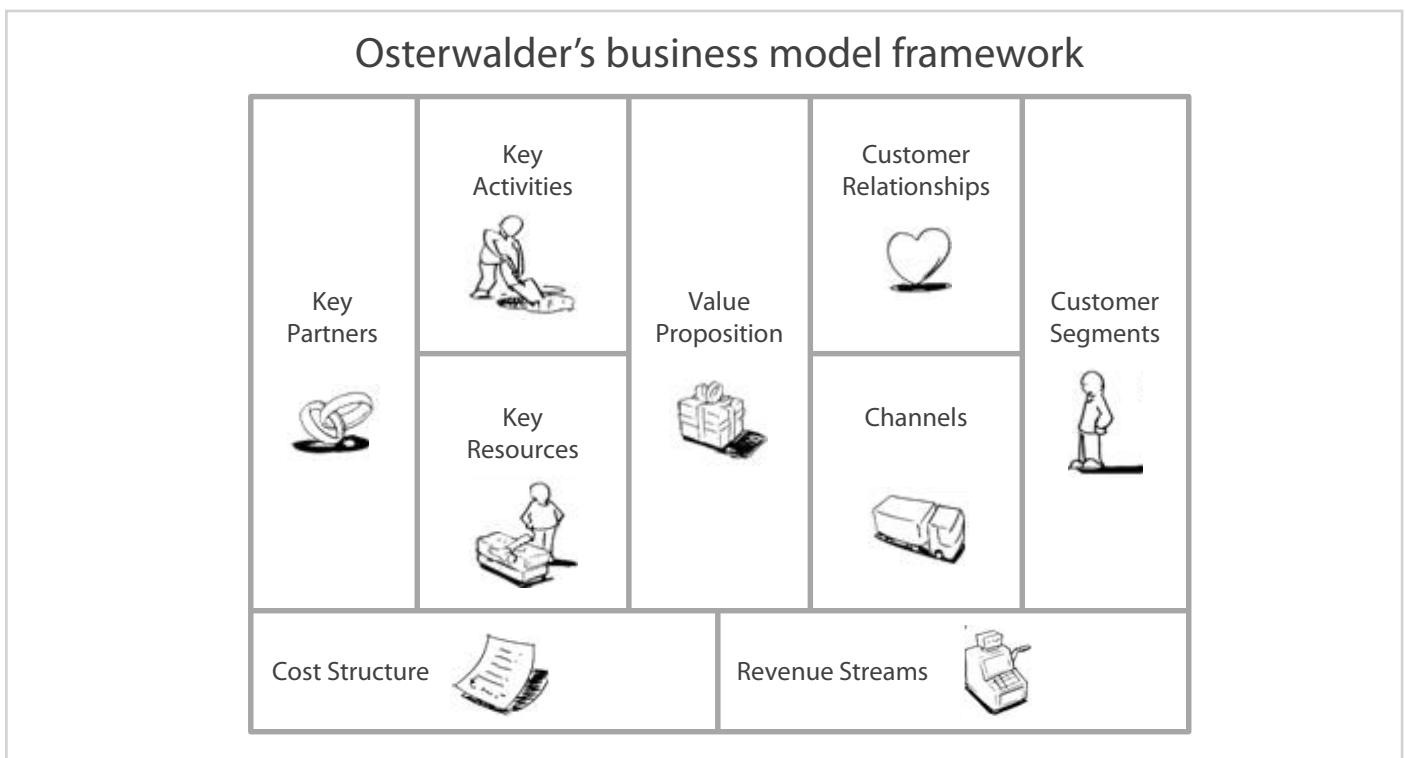 Osterwalder’s business model framework
Key
Partners
Key
Activities
Key
Resources
Value
Proposition
Customer
Relationships
Channels
Customer
Segments
Cost Structure
Revenue Streams